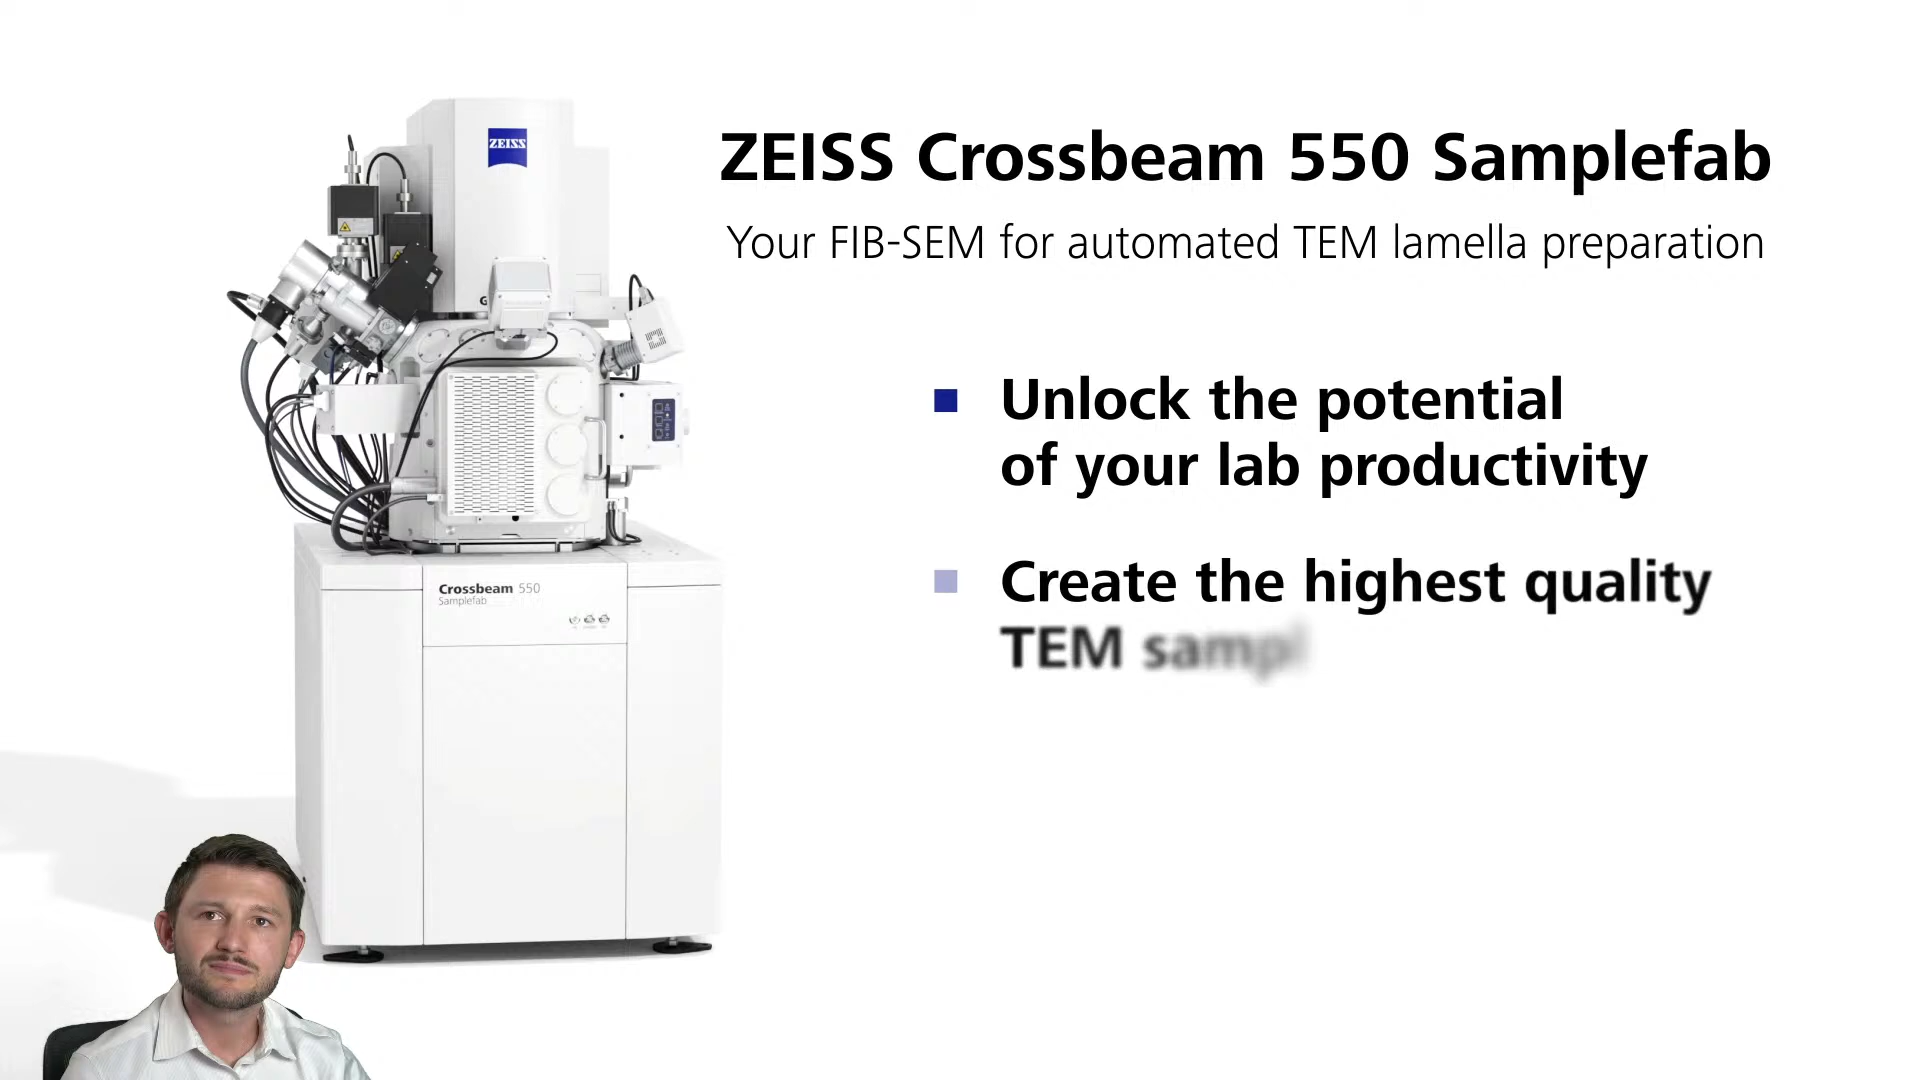 ZEISS
ZEISS Crossbeam 550 Samplefab
Your FIB-SEM for automated TEM lamella preparation
Unlock the potential
of your lab productivity
Create the highest quality
TEM
Crossbeam 550
Samplefab